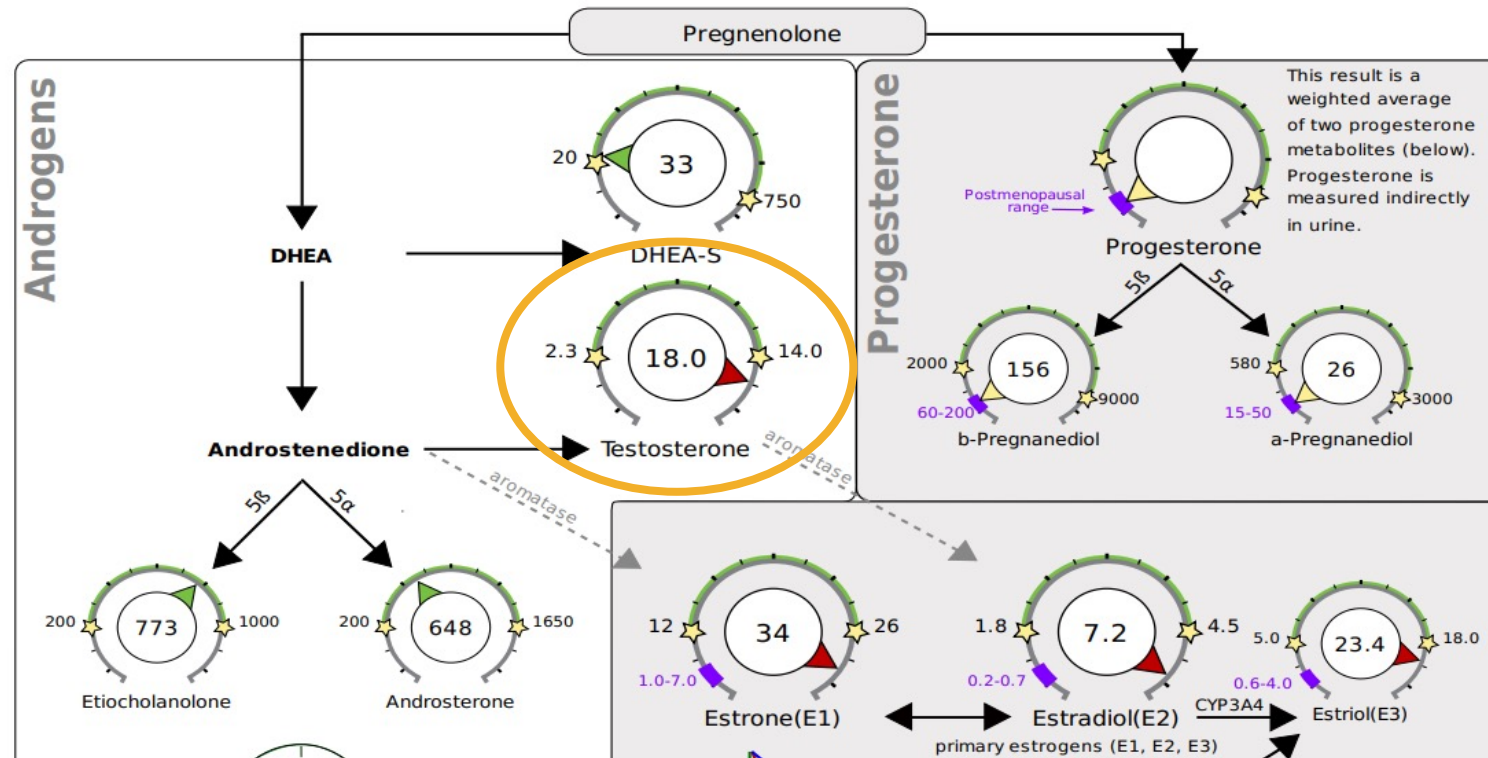 Pregnenolone
Androgens
20
33
750
DHEA-S
DHEA
2.3
18.0
14.0
Testosterone
Androstenedione
aromatase
aromatase
5ß
5α
200
773
1000
Etiocholanolone
200
648
1650
Androsterone
Progesterone
This result is a
weighted average
of two progesterone
metabolites (below).
Progesterone is
measured indirectly
in urine.
Postmenopausal
range
Progesterone
5ß
5α
2000
156
9000
60-200
b-Pregnanediol
580
26
3000
15-50
a-Pregnanediol
12
34
26
1.0-7.0
Estrone(E1)
1.8
7.2
4.5
0.2-0.7
Estradiol(E2)
CYP3A4
5.0
23.4
18.0
0.6-4.0
Estriol(E3)
primary estrogens (E1, E2, E3)